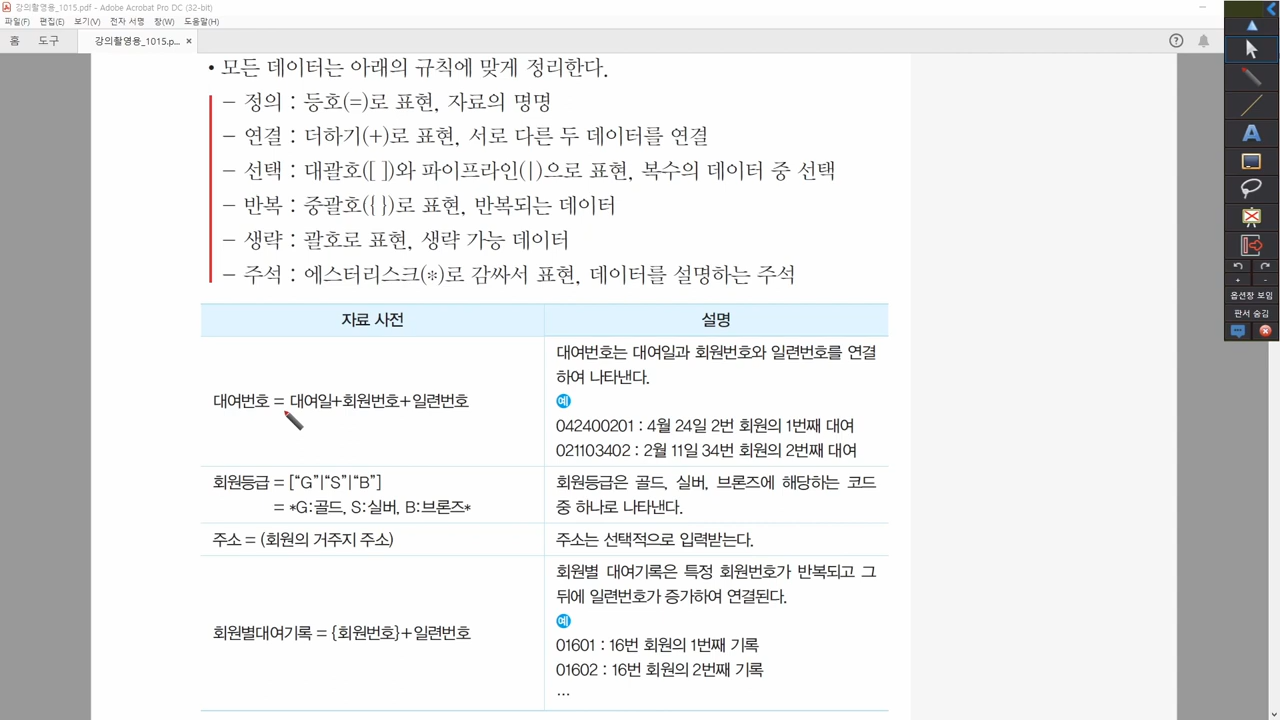 강의촬영용_1015.pdf - Adobe Acrobat Pro DC (32-bit)
파일(F) 편집(E) 보기(V) 전자 서명 창(W) 도움말(H)
홈 도구 강의촬영용_1015.p... ×
• 모든 데이터는 아래의 규칙에 맞게 정리한다.
– 정의 : 등호(=)로 표현, 자료의 명명
– 연결 : 더하기(+)로 표현, 서로 다른 두 데이터를 연결
– 선택 : 대괄호([ ])와 파이프라인(|)으로 표현, 복수의 데이터 중 선택
– 반복 : 중괄호({ })로 표현, 반복되는 데이터
– 생략 : 괄호로 표현, 생략 가능 데이터
– 주석 : 에스터리스크(*)로 감싸서 표현, 데이터를 설명하는 주석
자료 사전 설명
대여번호 = 대여일+회원번호+일련번호
대여번호는 대여일과 회원번호와 일련번호를 연결
하여 나타낸다.
예
042400201 : 4월 24일 2번 회원의 1번째 대여
021103402 : 2월 11일 34번 회원의 2번째 대여
회원등급 = [“G”|“S”|“B”]
= *G:골드, S:실버, B:브론즈*
회원등급은 골드, 실버, 브론즈에 해당하는 코드
중 하나로 나타낸다.
주소 = (회원의 거주지 주소)
주소는 선택적으로 입력받는다.
회원별대여기록 = {회원번호}+일련번호
회원별 대여기록은 특정 회원번호가 반복되고 그
뒤에 일련번호가 증가하여 연결된다.
예
01601 : 16번 회원의 1번째 기록
01602 : 16번 회원의 2번째 기록
…
A
+ -
옵션창 보임
판서 숨김